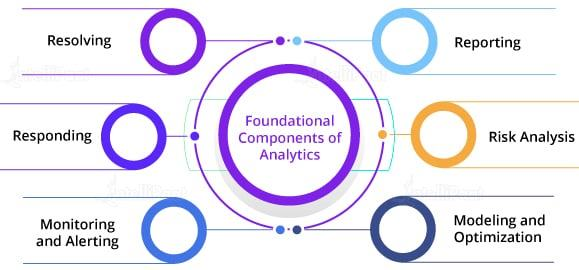 Resolving
Reporting
Foundational
Components of
Analytics
Responding
Risk Analysis
Monitoring
and Alerting
Modeling and
Optimization